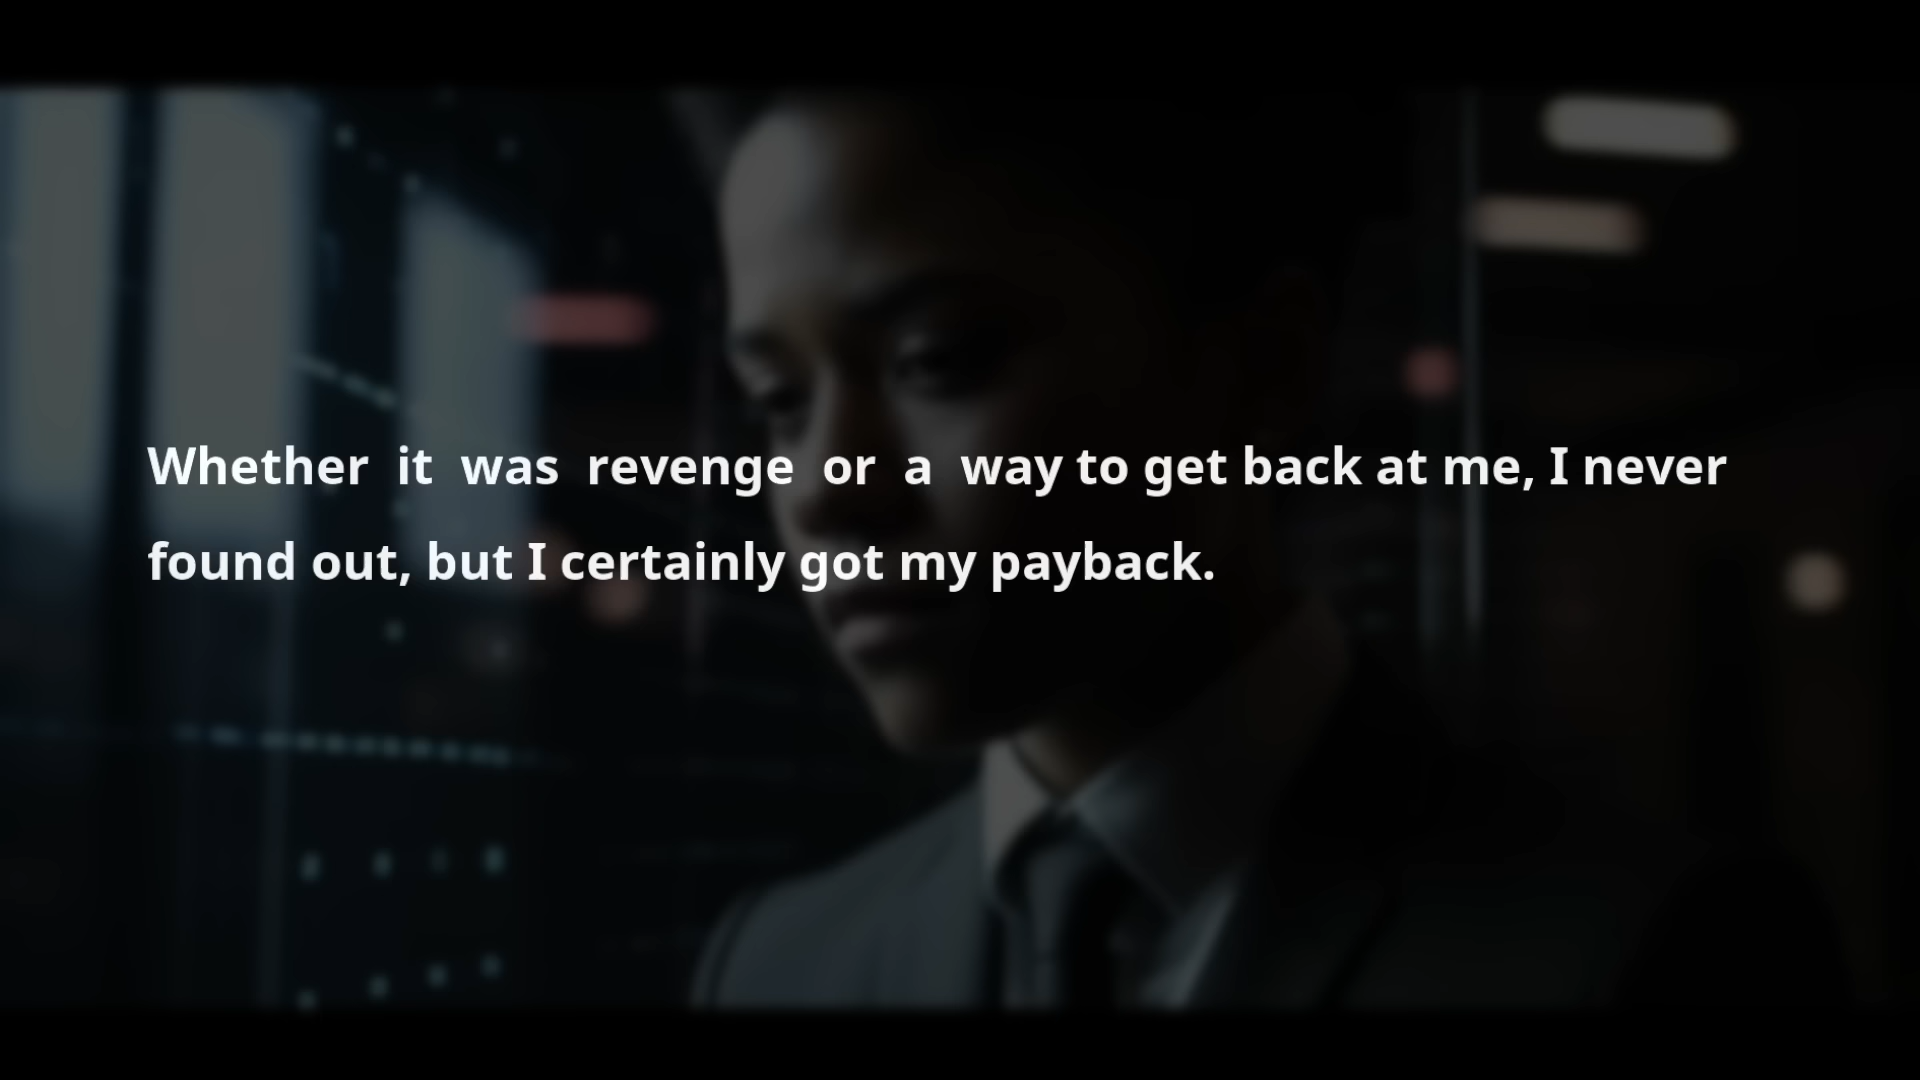 Whether it was revenge or a way to get back at me, I never
found out, but I certainly got my payback.